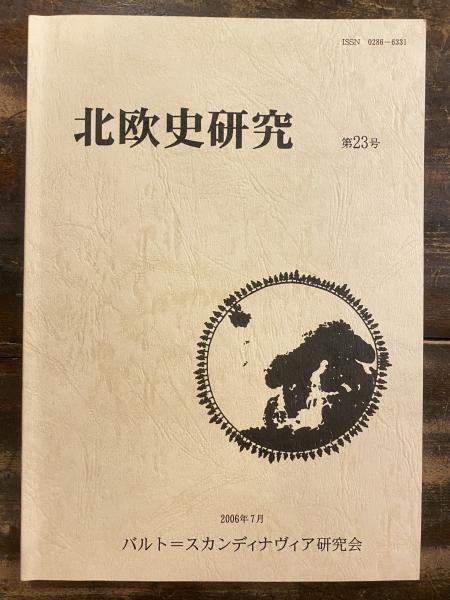 ISSN 0286-6331
北欧史研究 第23号
2006年7月
バルト=スカンディナヴィア研究会